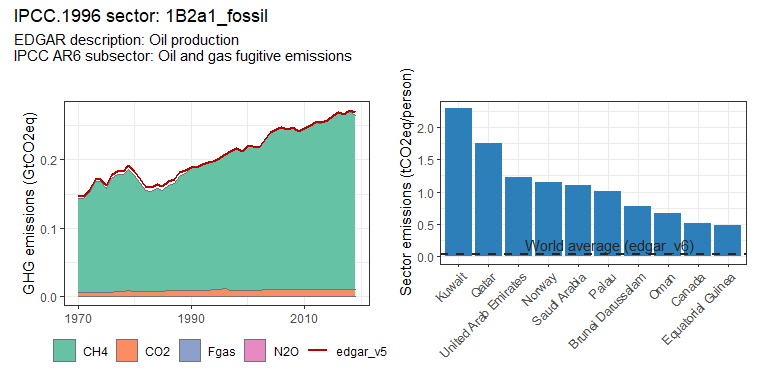 IPCC.1996 sector: 1B2a1_fossil
EDGAR description: Oil production
IPCC AR6 subsector: Oil and gas fugitive emissions
GHG emissions (GtCO2eq)
0.2
0.1
0.0
1970
1990
2010
CH4
CO2
Fgas
N2O
edgar_v5
Sector emissions (tCO2eq/person)
2.0
1.5
1.0
0.5
0.0
World average (edgar_v6)
Kuwait
Qatar
United Arab Emirates
Norway
Saudi Arabia
Palau
Brunei Darussalam
Oman
Canada
Equatorial Guinea